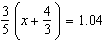 3/5 (x + 4/3) = 1.04